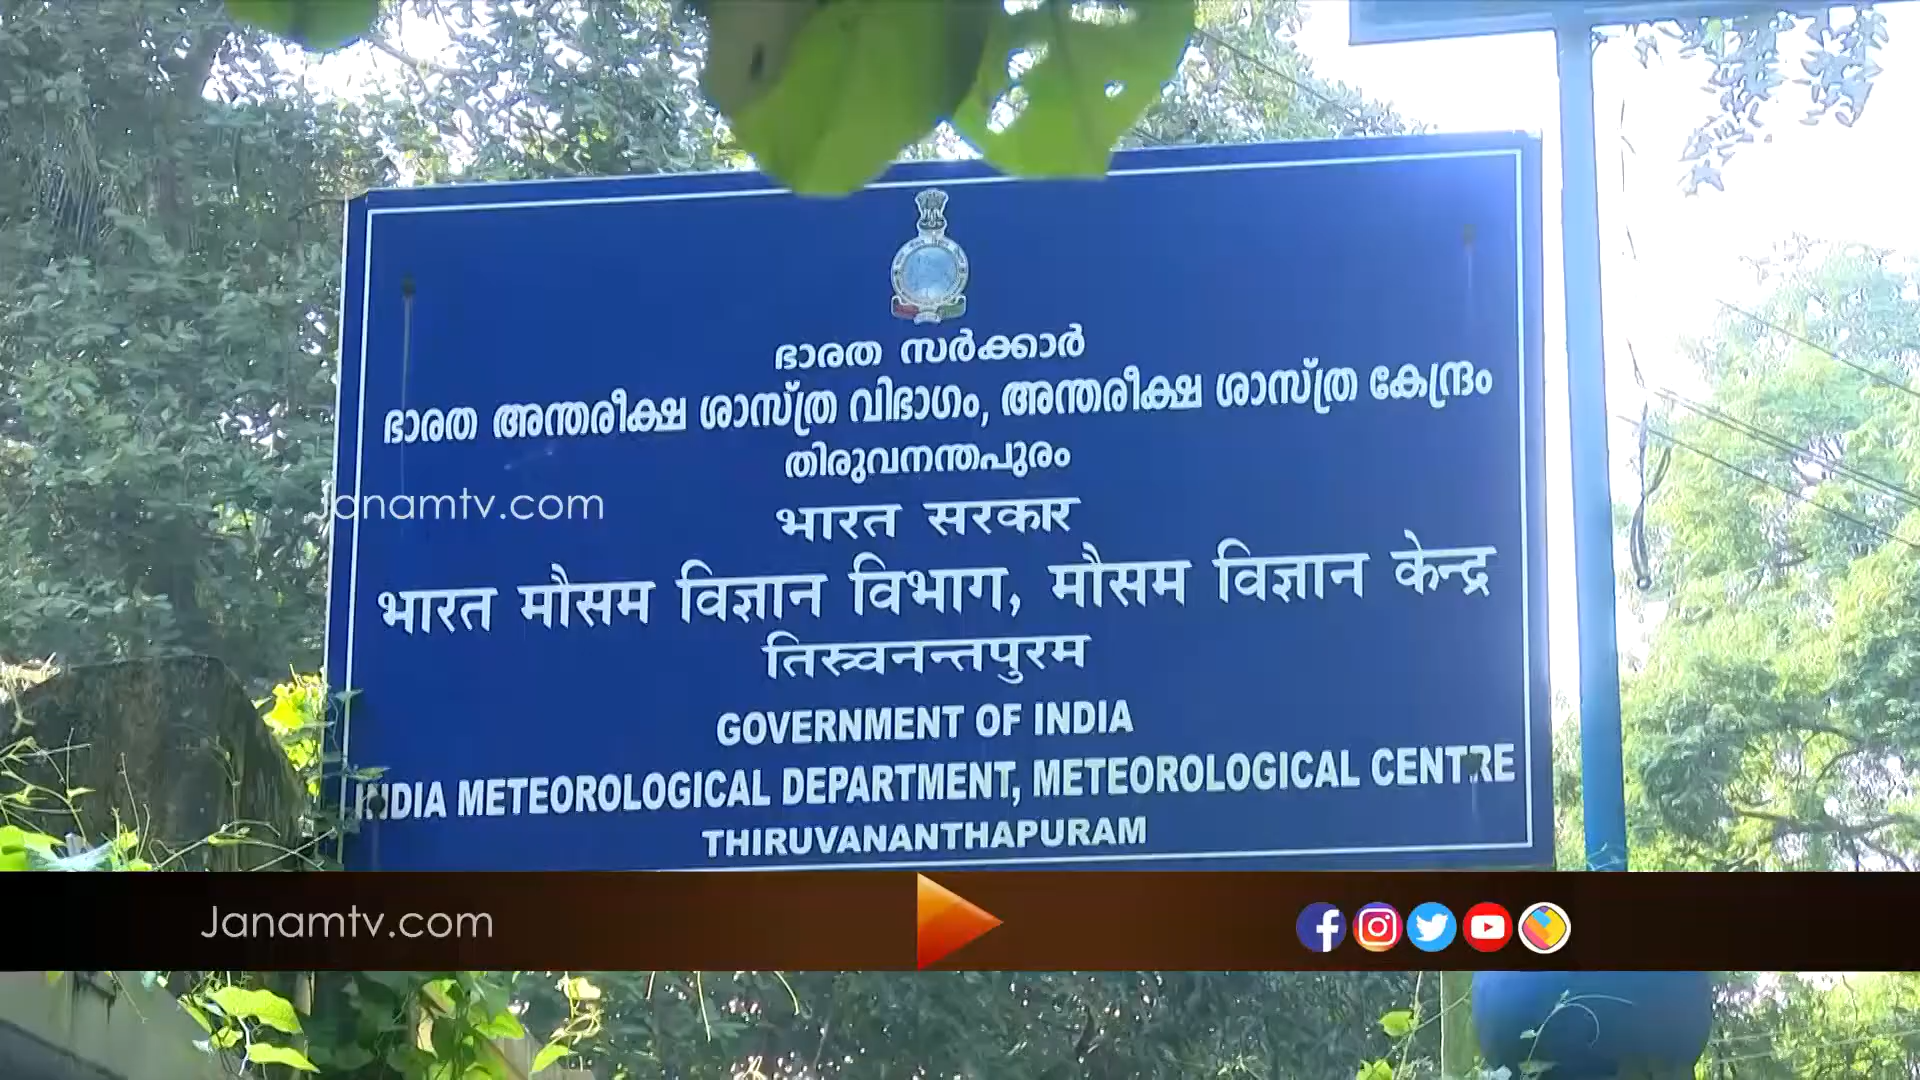 ഭാരത സർക്കാർ
ഭാരത അന്തരീക്ഷ ശാസ്ത്ര വിഭാഗം, അന്തരീക്ഷ ശാസ്ത്ര കേന്ദ്രം
തിരുവനന്തപുരം
Janamtv.com
भारत सरकार
भारत मौसम विज्ञान विभाग, मौसम विज्ञान केन्द्र
तिरुवनन्तपुरम
GOVERNMENT OF INDIA
INDIA METEOROLOGICAL DEPARTMENT, METEOROLOGICAL CENTRE
THIRUVANANTHAPURAM
Janamtv.com